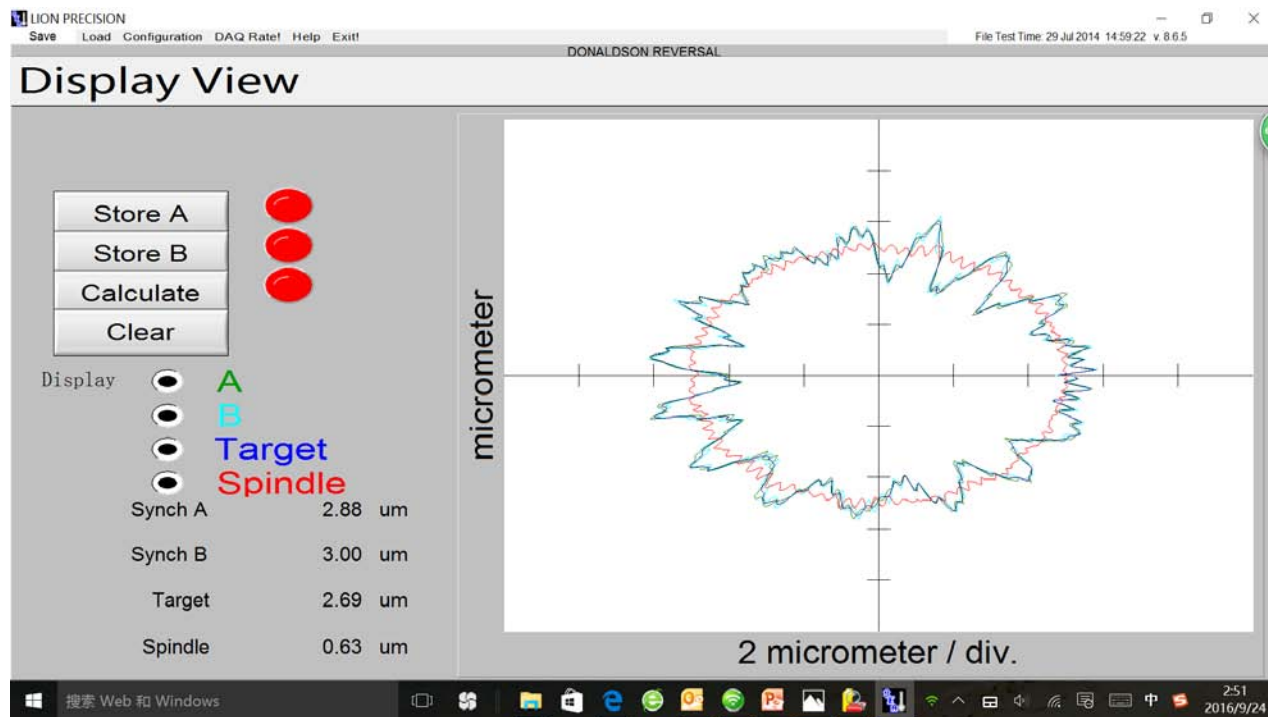 LION PRECISION
Save Load Configuration DAQ Rate! Help Exit! File Test Time: 29 Jul 2014 14:59:22 v. 8.6.5
DONALDSON REVERSAL
Display View
Store A
Store B
Calculate
Clear
Display A
B
Target
Spindle
Synch A 2.88 um
Synch B 3.00 um
Target 2.69 um
Spindle 0.63 um
micrometer
2 micrometer / div.
搜索 Web 和 Windows 中 2:51
2016/9/24